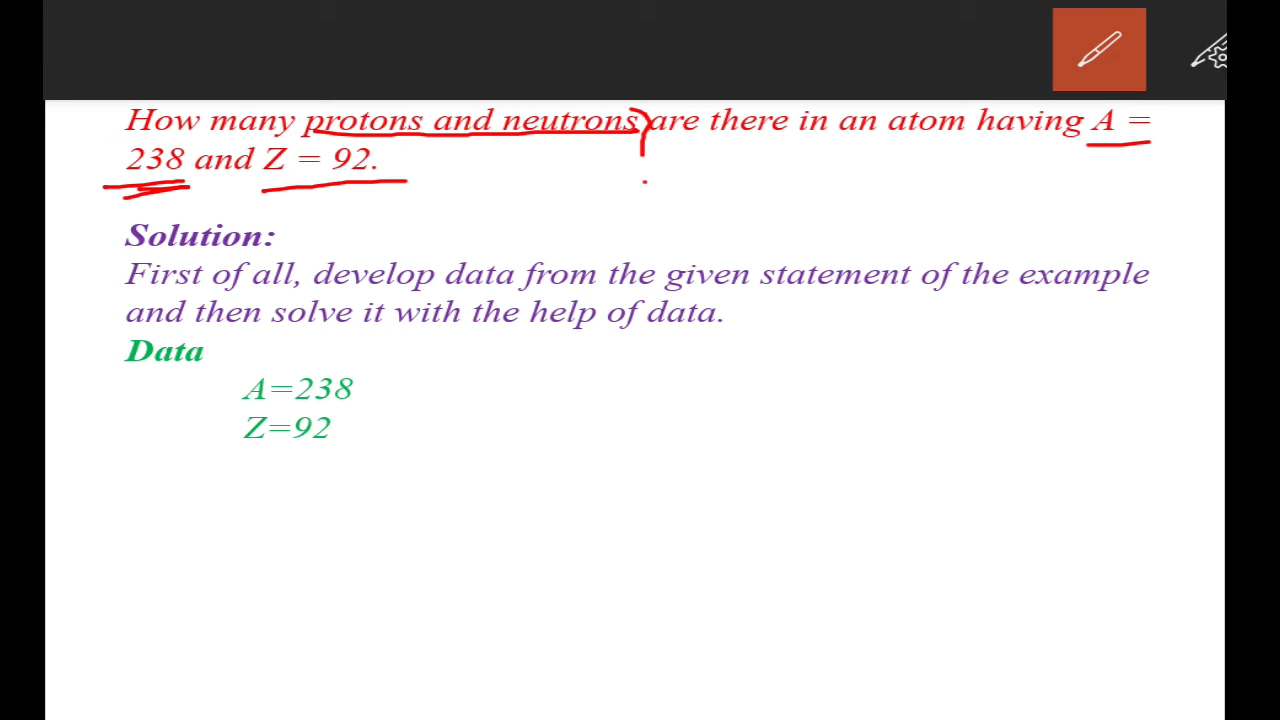 How many protons and neutrons are there in an atom having A =
238 and Z = 92.
Solution:
First of all, develop data from the given statement of the example
and then solve it with the help of data.
Data
A=238
Z=92